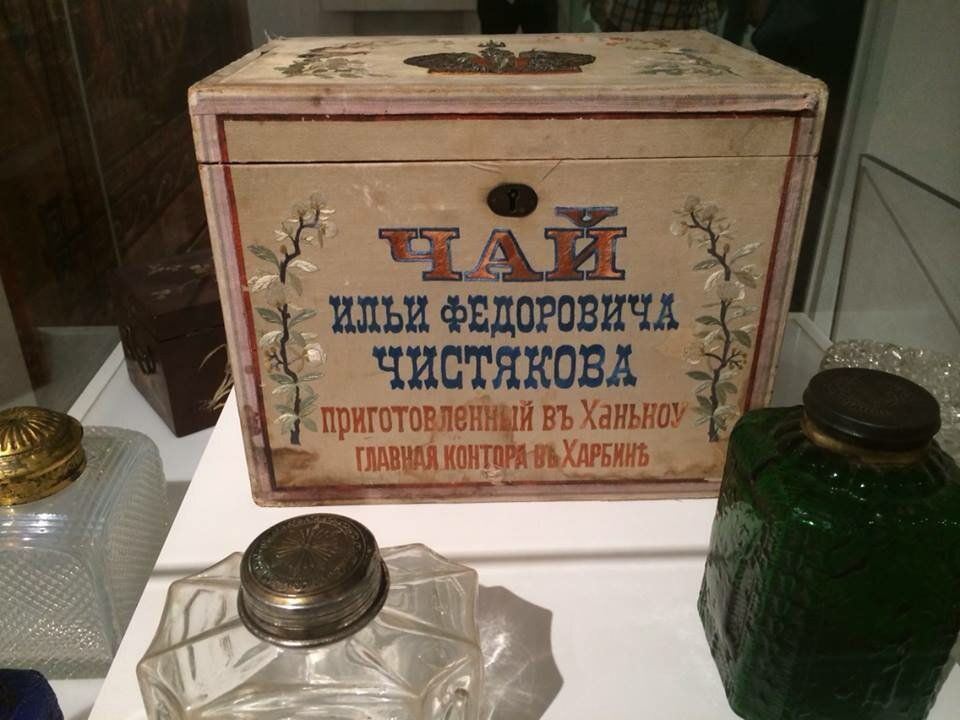 ЧАЙ
ИЛЬИ ФЕДОРОВИЧА
ЧИСТЯКОВА
приготовленный въ Ханькоу
ГЛАВНАЯ КОНТОРА ВЪ ХАРБИНѢ